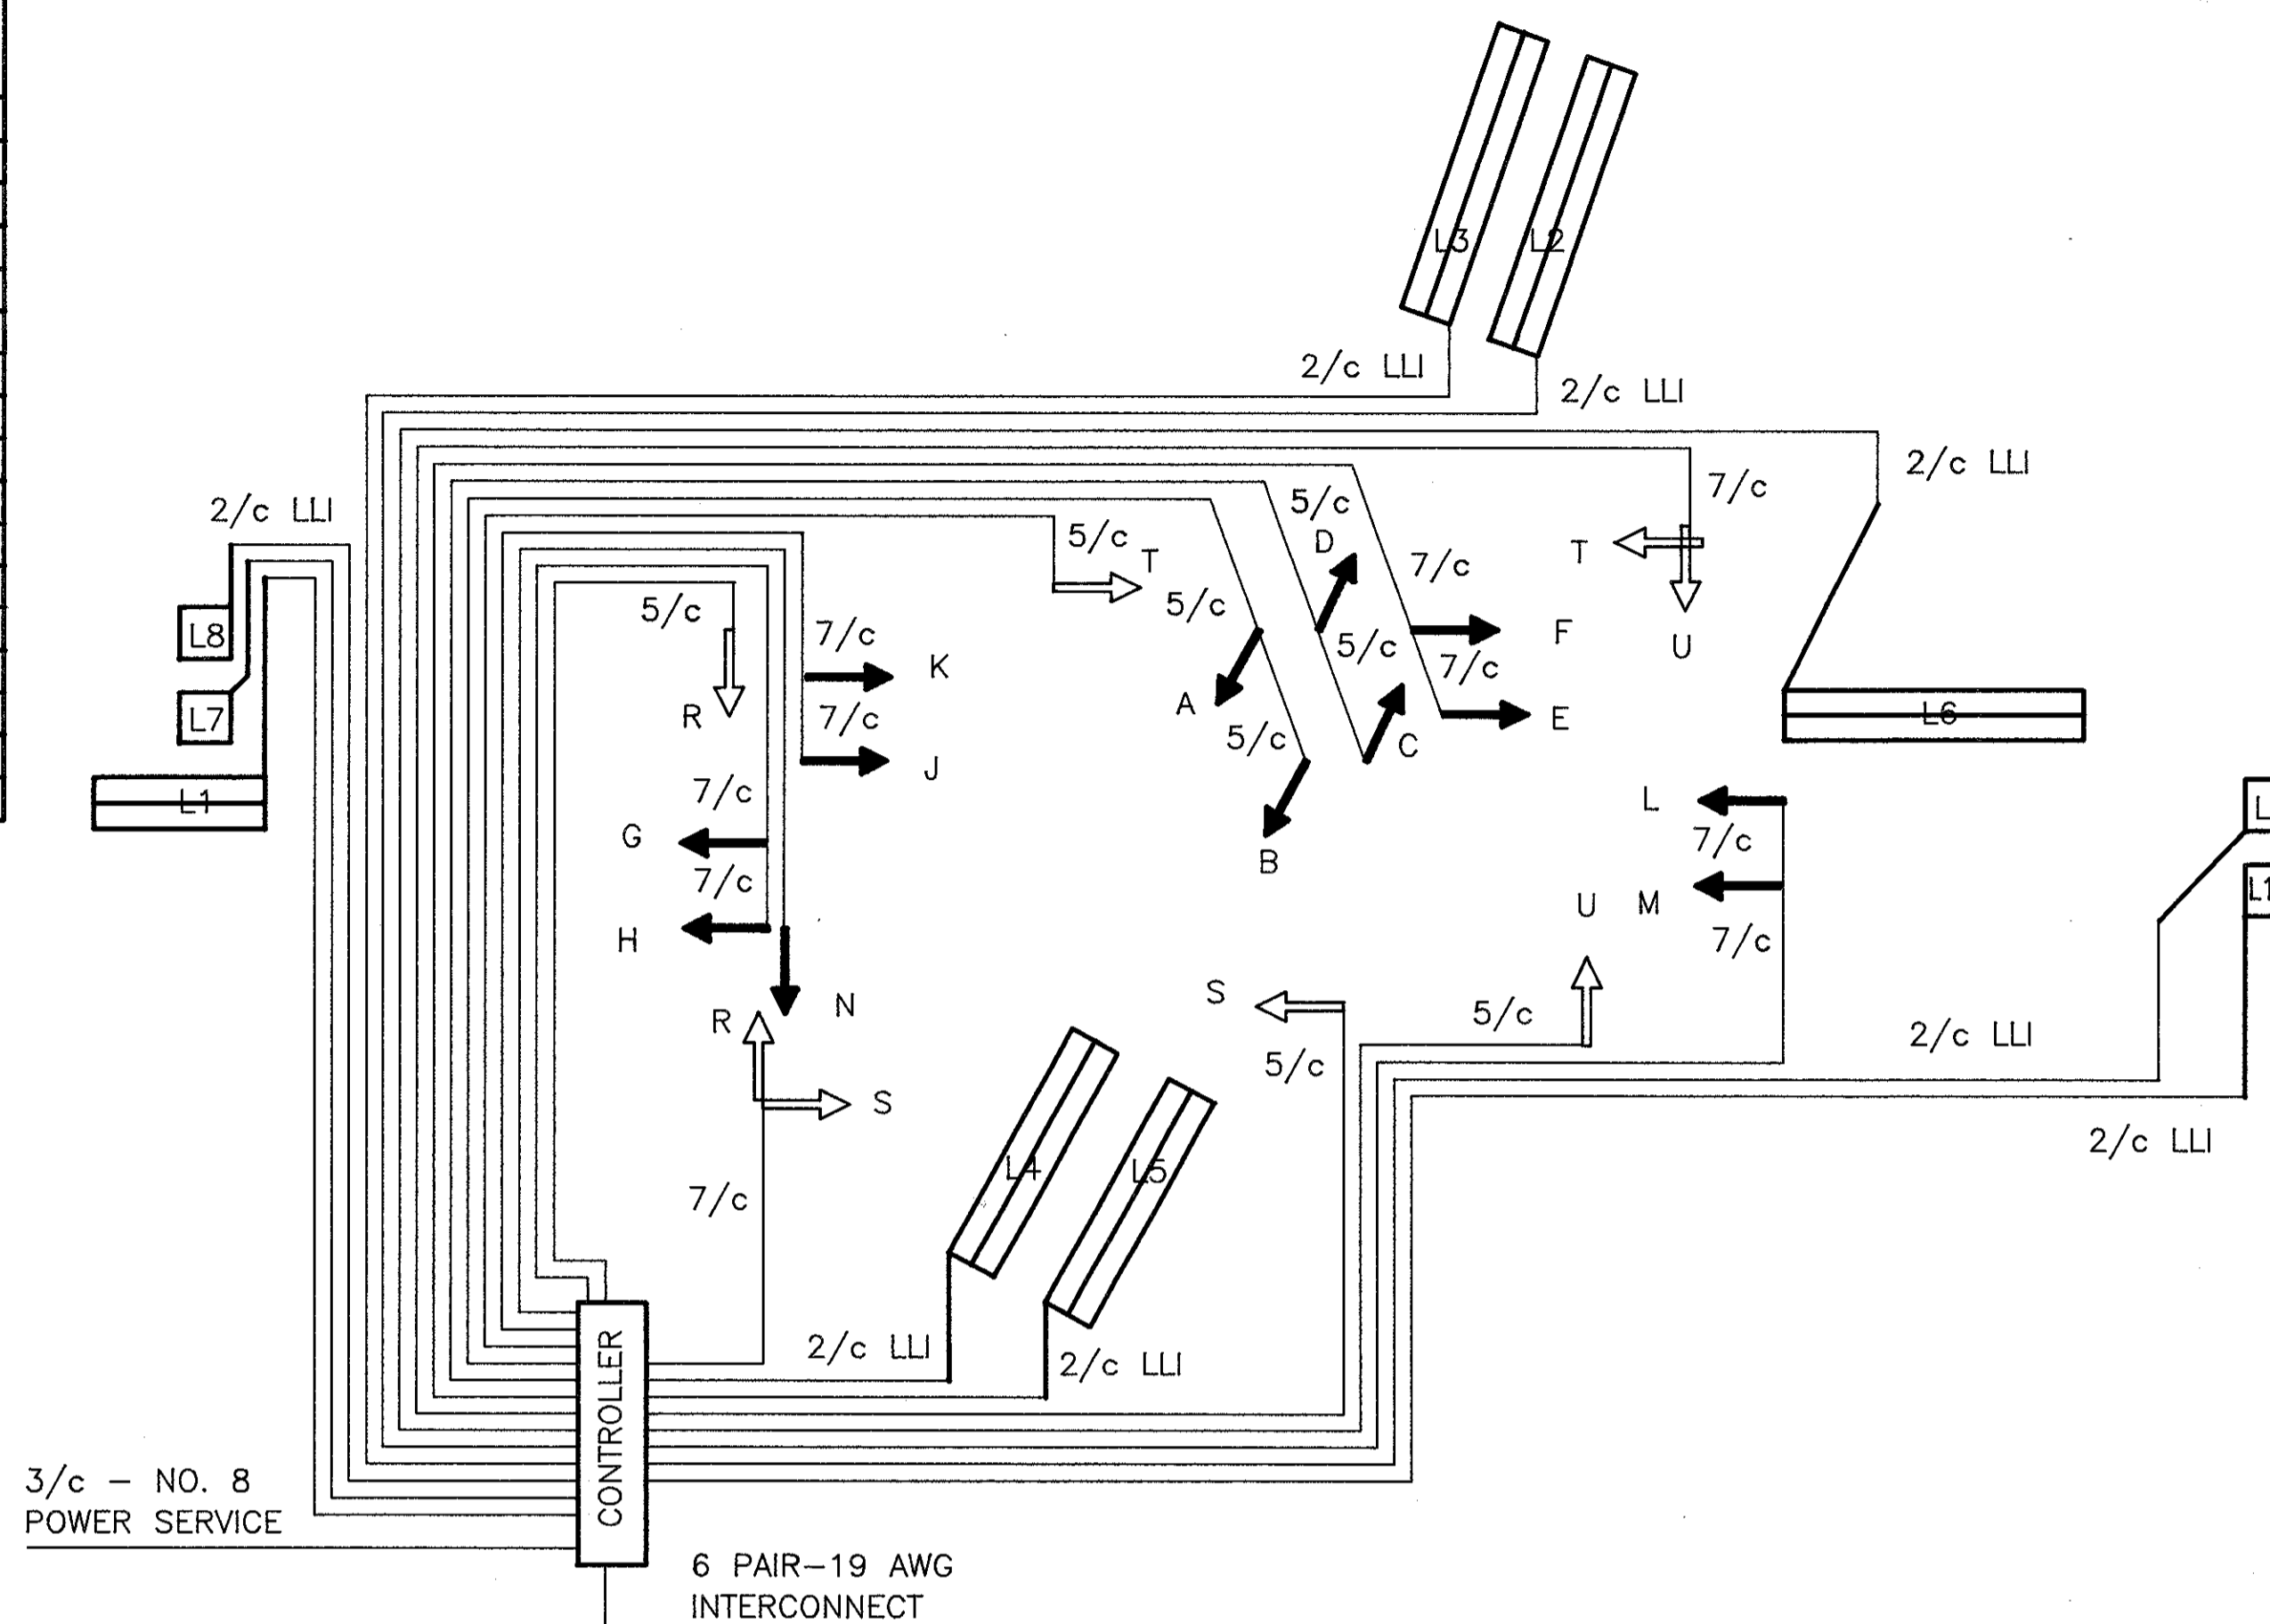 L3
L2
2/c LLI
2/c LLI
2/c LLI
7/c
2/c LLI
5/c
D
5/c
T
T
7/c
5/c
5/c
7/c
F
L8
U
5/c
K
7/c
A
R
7/c
L7
5/c
C
E
L6
J
L1
7/c
L
G
B
7/c
7/c
H
U
M
7/c
N
S
R
5/c
2/c LLI
5/c
S
2/c LLI
L4
L5
7/c
2/c LLI
2/c LLI
CONTROLLER
3/c - NO. 8
POWER SERVICE
6 PAIR-19 AWG
INTERCONNECT